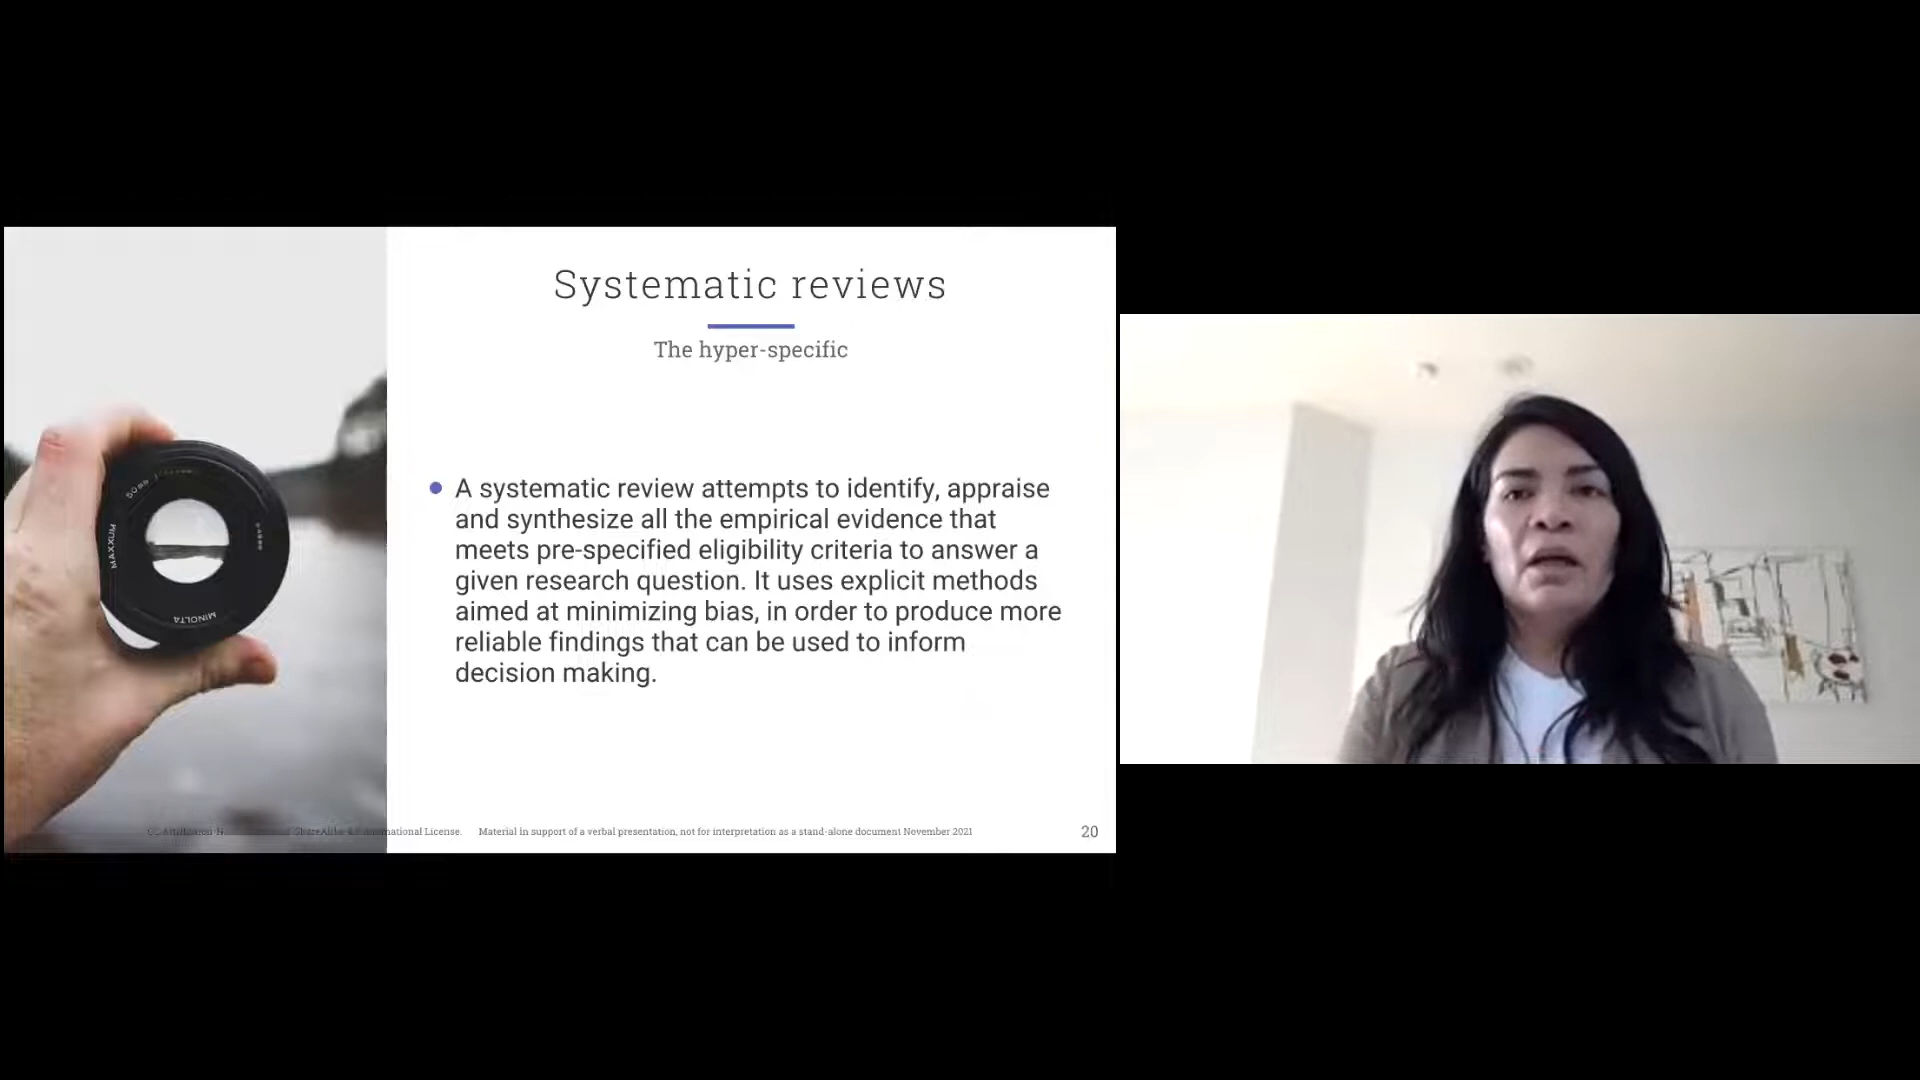 Systematic reviews
The hyper-specific
A systematic review attempts to identify, appraise
and synthesize all the empirical evidence that
meets pre-specified eligibility criteria to answer a
given research question. It uses explicit methods
aimed at minimizing bias, in order to produce more
reliable findings that can be used to inform
decision making.
50mm
MAXXUM
MINOLTA
ShareAlike International License. Material in support of a verbal presentation, not for interpretation as a stand-alone document November 2021
20